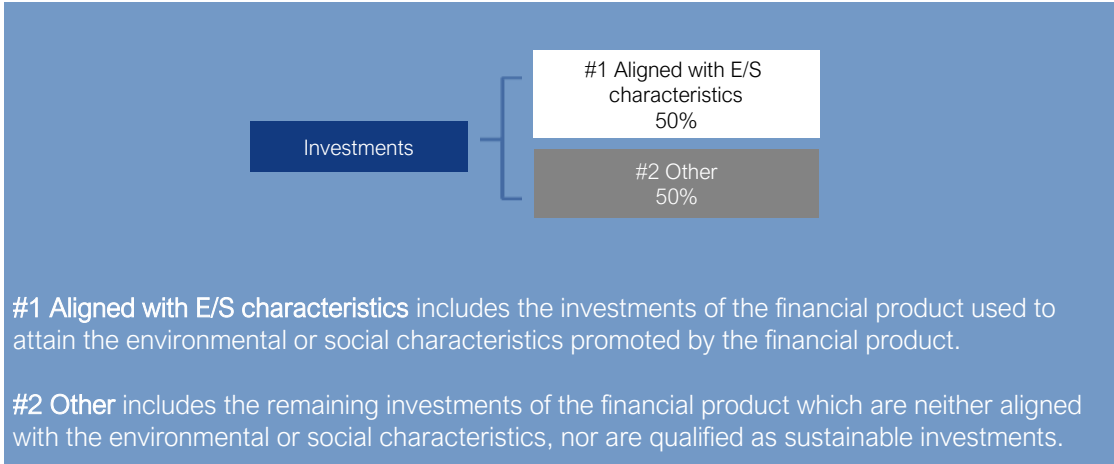 #1 Aligned with E/S
characteristics
50%
Investments
#2 Other
50%
#1 Aligned with E/S characteristics includes the investments of the financial product used to
attain the environmental or social characteristics promoted by the financial product.
#2 Other includes the remaining investments of the financial product which are neither aligned
with the environmental or social characteristics, nor are qualified as sustainable investments.